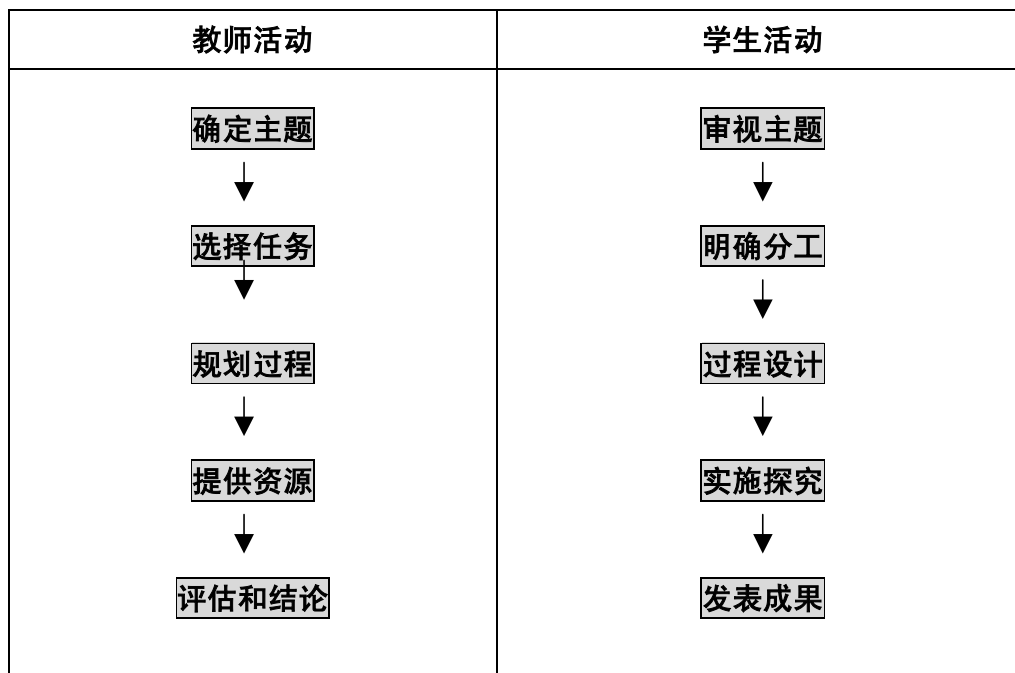 教师活动
学生活动
确定主题
审视主题
选择任务
明确分工
规划过程
过程设计
提供资源
实施探究
评估和结论
发表成果